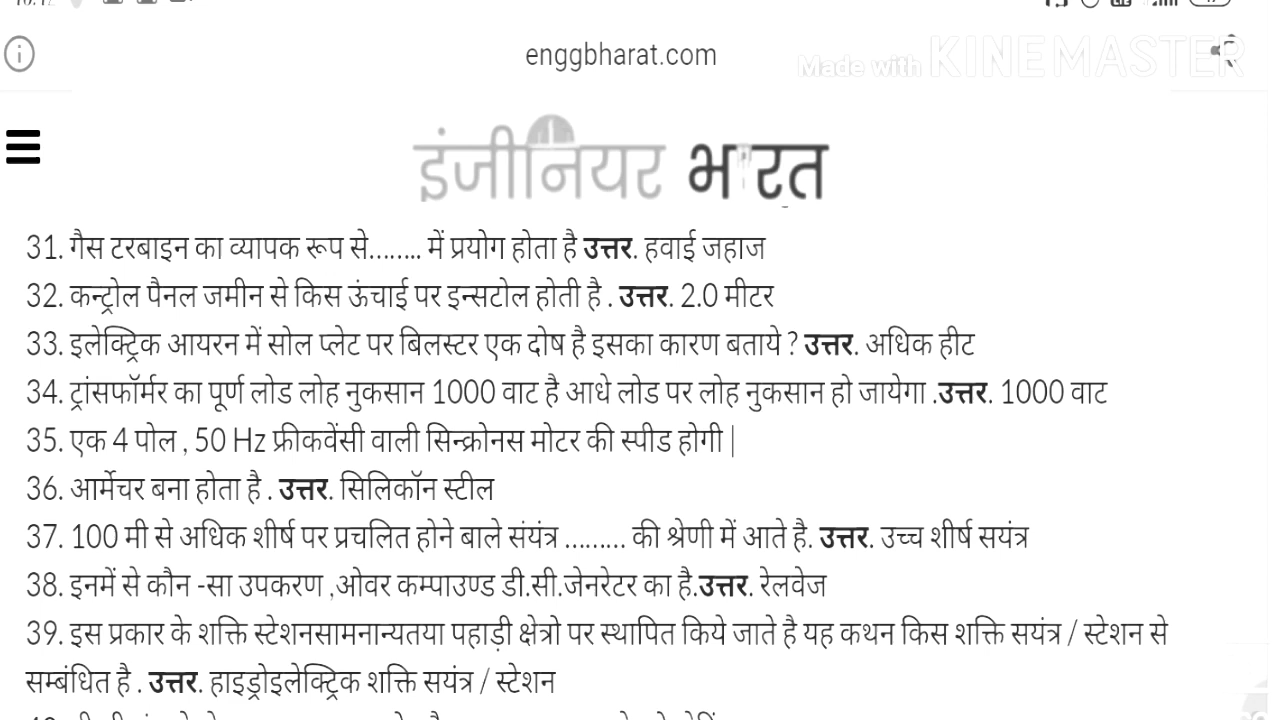 enggbharat.com
Made with KINEMASTER
इंजीनियर भारत
31. गैस टरबाइन का व्यापक रूप से........ में प्रयोग होता है उत्तर. हवाई जहाज
32. कन्ट्रोल पैनल जमीन से किस ऊंचाई पर इन्सटोल होती है . उत्तर. 2.0 मीटर
33. इलेक्ट्रिक आयरन में सोल प्लेट पर बिलस्टर एक दोष है इसका कारण बताये ? उत्तर. अधिक हीट
34. ट्रांसफॉर्मर का पूर्ण लोड लोह नुकसान 1000 वाट है आधे लोड पर लोह नुकसान हो जायेगा .उत्तर. 1000 वाट
35. एक 4 पोल , 50 Hz फ्रीकवेंसी वाली सिन्क्रोनस मोटर की स्पीड होगी |
36. आर्मेचर बना होता है . उत्तर. सिलिकॉन स्टील
37. 100 मी से अधिक शीर्ष पर प्रचलित होने बाले संयंत्र ......... की श्रेणी में आते है. उत्तर. उच्च शीर्ष सयंत्र
38. इनमें से कौन -सा उपकरण ,ओवर कम्पाउण्ड डी.सी.जेनरेटर का है.उत्तर. रेलवेज
39. इस प्रकार के शक्ति स्टेशनसामनान्यतया पहाड़ी क्षेत्रो पर स्थापित किये जाते है यह कथन किस शक्ति सयंत्र / स्टेशन से
सम्बंधित है . उत्तर. हाइड्रोइलेक्ट्रिक शक्ति सयंत्र / स्टेशन